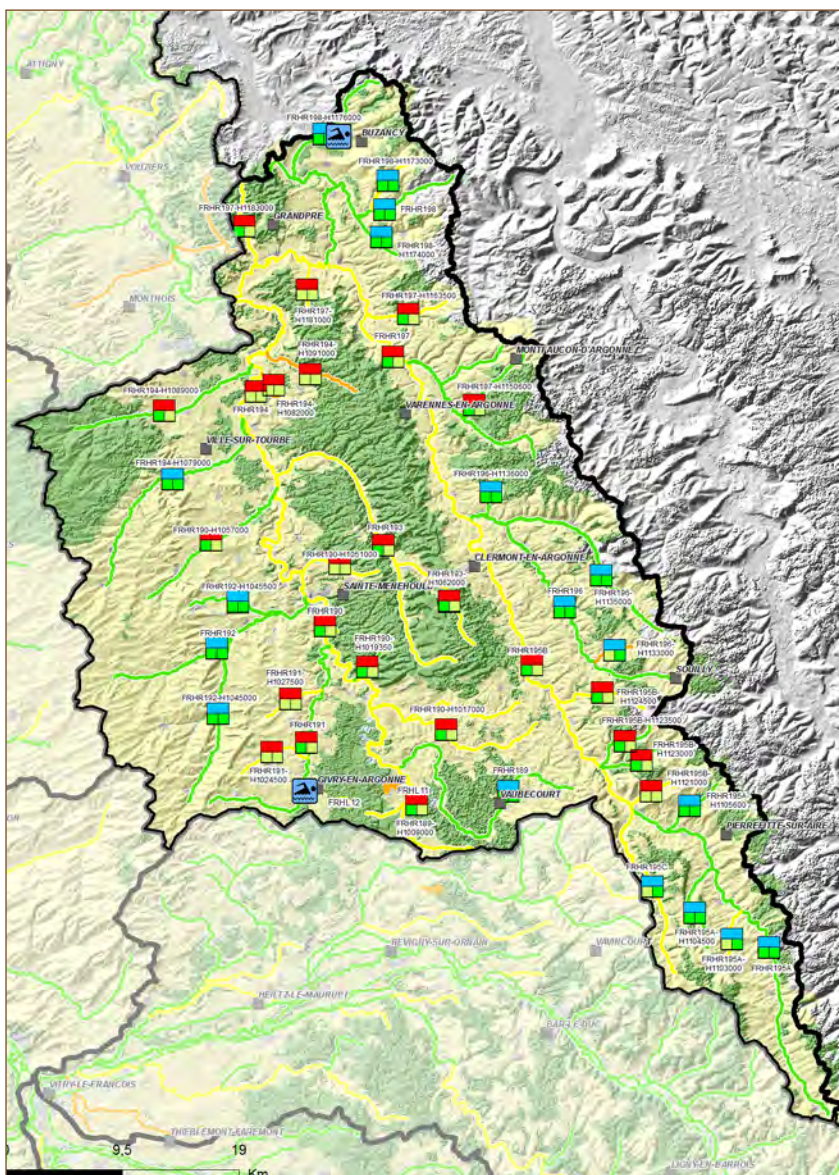 ATTIGNY
FRHR198-H1176000
BUZANCY
VOUZIERS
FRHR198-H1173000
FRHR197-H1183000
FRHR198
GRANDPRE
FRHR198-
H1174000
MONTHOIS
FRHR197-
H1181000
FRHR197-H1163500
FRHR197
FRHR194-
H1091000
MONTFAUCON-D'ARGONNE
FRHR194-H1089000
FRHR197-H1150600
FRHR194
FRHR194-
H1082000
VARENNES-EN-ARGONNE
VILLE-SUR-TOURBE
FRHR194-H1079000
FRHR196-H1136000
FRHR190-H1057000
FRHR193
FRHR190-H1051000
CLERMONT-EN-ARGONNE
FRHR193-
H1062000
FRHR192-H1045500
SAINTE-MENEHOULD
FRHR196
FRHR196-
H1135000
FRHR190
FRHR192
FRHR190-
H1019350
FRHR196-
H1133000
FRHR195B
SOUILLY
FRHR191-
H1027500
FRHR195B-
H1124500
FRHR192-H1045000
FRHR190-H1017000
FRHR195B-H1123500
FRHR191
FRHR195B-
H1123000
FRHR191-
H1024500
FRHR189
FRHR195B-
H1121000
GIVRY-EN-ARGONNE
FRHL11
FRHL12
VAUBECOURT
FRHR195A
H1105600
FRHR189-
H1009000
PIERREFITTE-SUR-AIRE
FRHR195C
FRHR195A-
H1104500
FRHR195A-
H1103000
FRHR195A
REVIGNY-SUR-ORNAIN
VAVINCOURT
HEILTZ-LE-MAURUPT
BAR-LE-DUC
VITRY-LE-FRANCOIS
THIEBLEMONT-FAREMONT
LIGNY-EN-BARROIS
0 9,5 19
Km